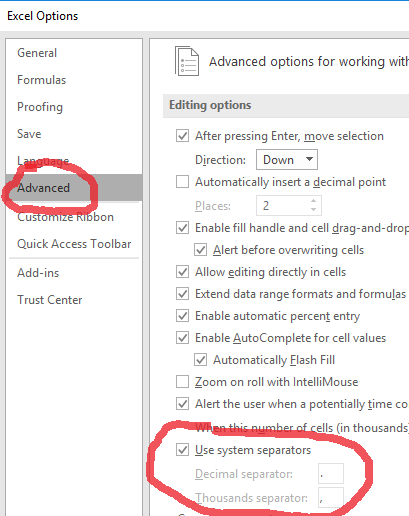 Excel Options
General
Formulas
Proofing
Save
Language
Advanced
Customize Ribbon
Quick Access Toolbar
Add-ins
Trust Center
Advanced options for working with
Editing options
After pressing Enter, move selection
Direction: Down
Automatically insert a decimal point
Places: 2
Enable fill handle and cell drag-and-drop
Alert before overwriting cells
Allow editing directly in cells
Extend data range formats and formulas
Enable automatic percent entry
Enable AutoComplete for cell values
Automatically Flash Fill
Zoom on roll with IntelliMouse
Alert the user when a potentially time co
When this number of cells (in thousands)
Use system separators
Decimal separator: .
Thousands separator: ,